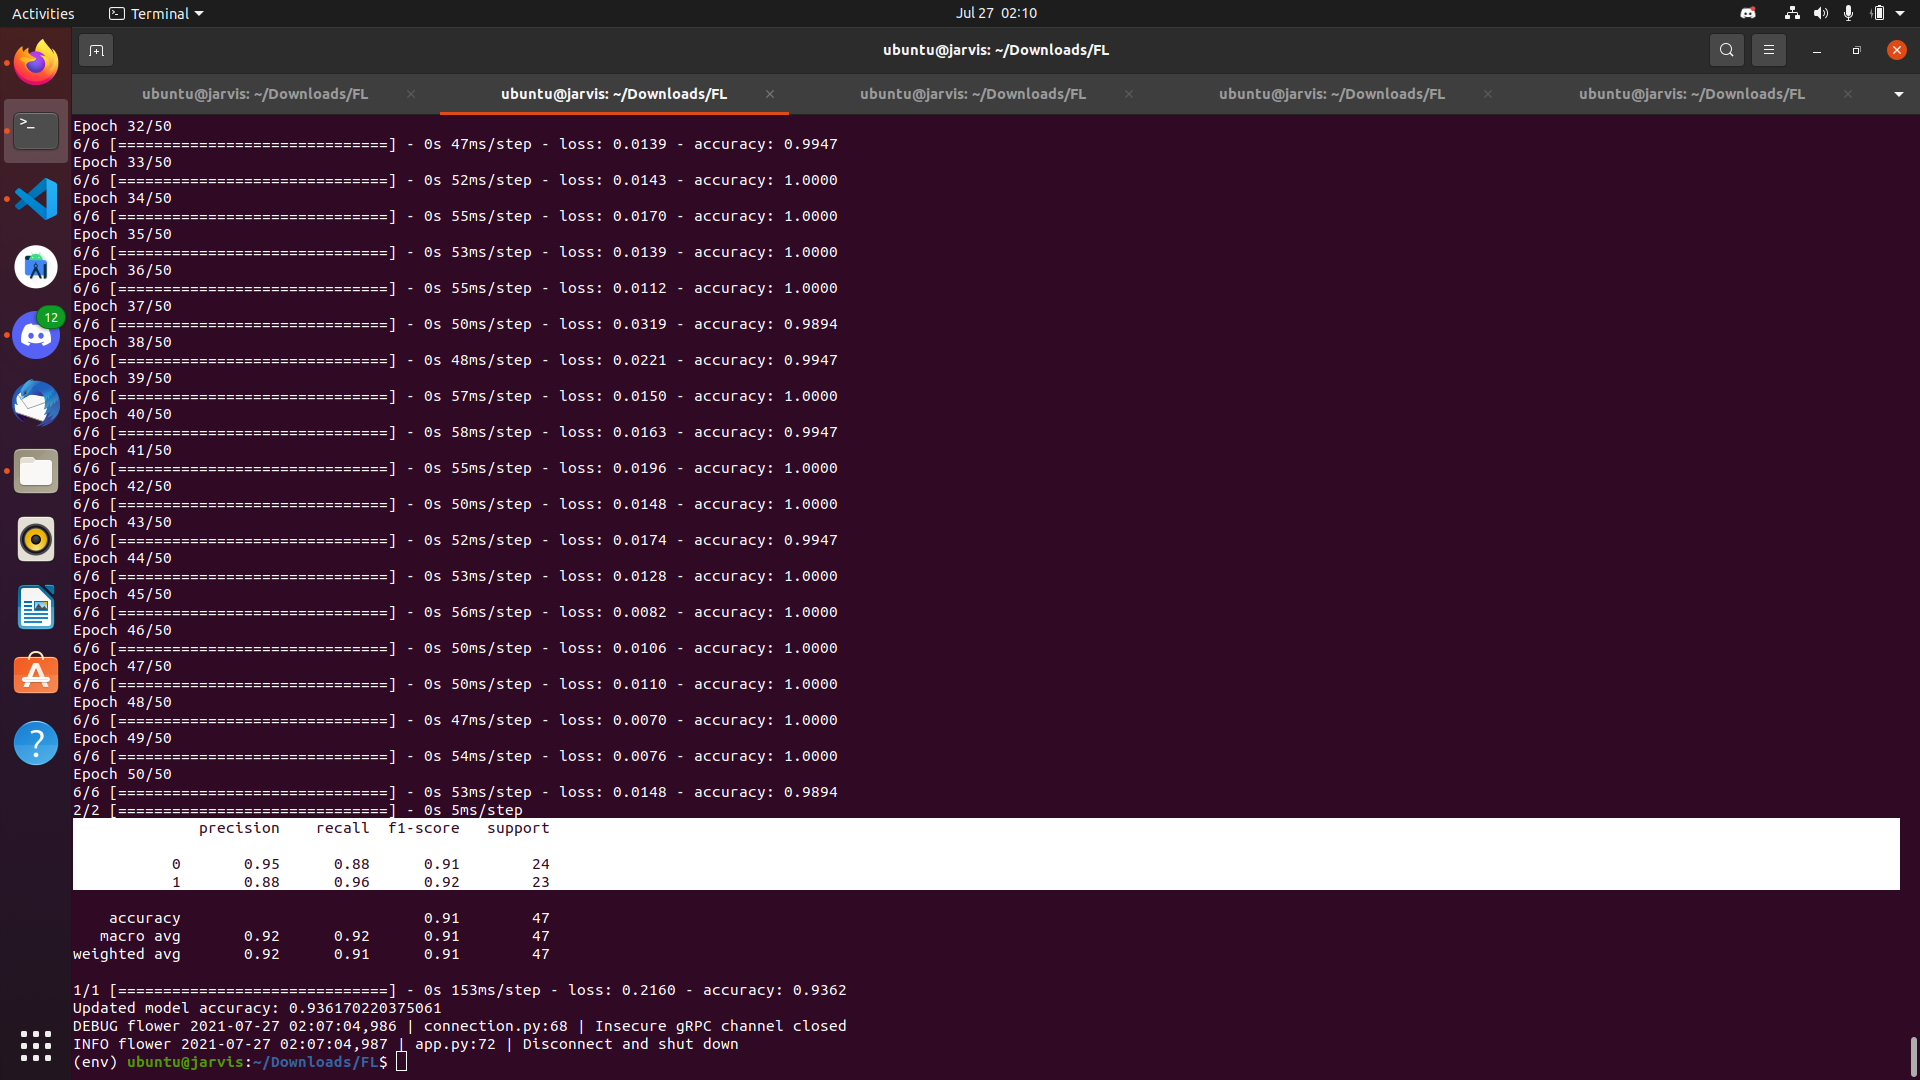 Activities Terminal Jul 27 02:10
ubuntu@jarvis: ~/Downloads/FL
ubuntu@jarvis: ~/Downloads/FL ubuntu@jarvis: ~/Downloads/FL ubuntu@jarvis: ~/Downloads/FL ubuntu@jarvis: ~/Downloads/FL ubuntu@jarvis: ~/Downloads/FL
Epoch 32/50
6/6 [==============================] - 0s 47ms/step - loss: 0.0139 - accuracy: 0.9947
Epoch 33/50
6/6 [==============================] - 0s 52ms/step - loss: 0.0143 - accuracy: 1.0000
Epoch 34/50
6/6 [==============================] - 0s 55ms/step - loss: 0.0170 - accuracy: 1.0000
Epoch 35/50
6/6 [==============================] - 0s 53ms/step - loss: 0.0139 - accuracy: 1.0000
Epoch 36/50
6/6 [==============================] - 0s 55ms/step - loss: 0.0112 - accuracy: 1.0000
Epoch 37/50
6/6 [==============================] - 0s 50ms/step - loss: 0.0319 - accuracy: 0.9894
Epoch 38/50
6/6 [==============================] - 0s 48ms/step - loss: 0.0221 - accuracy: 0.9947
Epoch 39/50
6/6 [==============================] - 0s 57ms/step - loss: 0.0150 - accuracy: 1.0000
Epoch 40/50
6/6 [==============================] - 0s 58ms/step - loss: 0.0163 - accuracy: 0.9947
Epoch 41/50
6/6 [==============================] - 0s 55ms/step - loss: 0.0196 - accuracy: 1.0000
Epoch 42/50
6/6 [==============================] - 0s 50ms/step - loss: 0.0148 - accuracy: 1.0000
Epoch 43/50
6/6 [==============================] - 0s 52ms/step - loss: 0.0174 - accuracy: 0.9947
Epoch 44/50
6/6 [==============================] - 0s 53ms/step - loss: 0.0128 - accuracy: 1.0000
Epoch 45/50
6/6 [==============================] - 0s 56ms/step - loss: 0.0082 - accuracy: 1.0000
Epoch 46/50
6/6 [==============================] - 0s 50ms/step - loss: 0.0106 - accuracy: 1.0000
Epoch 47/50
6/6 [==============================] - 0s 50ms/step - loss: 0.0110 - accuracy: 1.0000
Epoch 48/50
6/6 [==============================] - 0s 47ms/step - loss: 0.0070 - accuracy: 1.0000
Epoch 49/50
6/6 [==============================] - 0s 54ms/step - loss: 0.0076 - accuracy: 1.0000
Epoch 50/50
6/6 [==============================] - 0s 53ms/step - loss: 0.0148 - accuracy: 0.9894
2/2 [==============================] - 0s 5ms/step
precision recall f1-score support
0 0.95 0.88 0.91 24
1 0.88 0.96 0.92 23
accuracy 0.91 47
macro avg 0.92 0.92 0.91 47
weighted avg 0.92 0.91 0.91 47
1/1 [==============================] - 0s 153ms/step - loss: 0.2160 - accuracy: 0.9362
Updated model accuracy: 0.936170220375061
DEBUG flower 2021-07-27 02:07:04,986 | connection.py:68 | Insecure gRPC channel closed
INFO flower 2021-07-27 02:07:04,987 | app.py:72 | Disconnect and shut down
(env) ubuntu@jarvis:~/Downloads/FL$
12